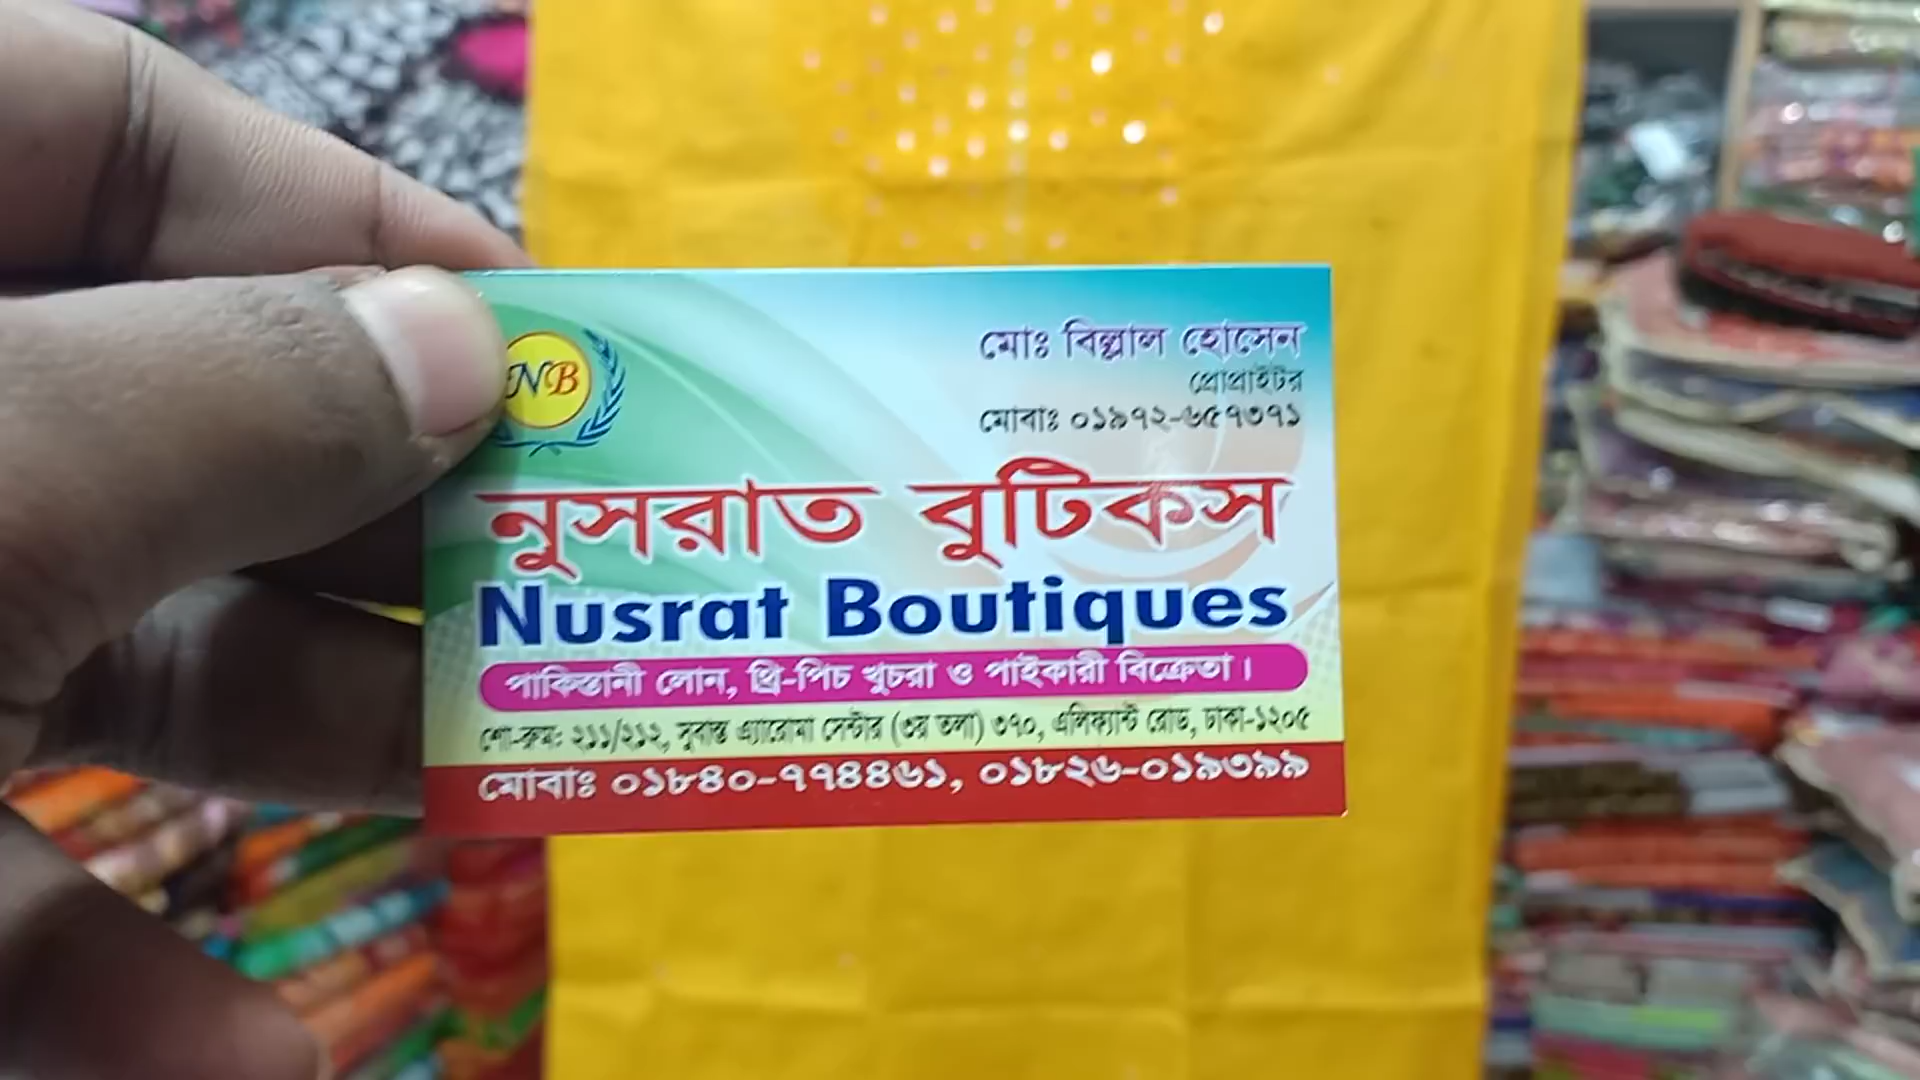 NB
মোঃ বিল্লাল হোসেন
প্রোপ্রাইটর
মোবাঃ ০১৯৭২-৬৫৭৩৭১
নুসরাত বুটিকস
Nusrat Boutiques
পাকিস্তানী লোন, থ্রি-পিচ খুচরা ও পাইকারী বিক্রেতা।
শো-রুম: ২১১/২১২, সুবাস্তু এ্যারোমা সেন্টার (৩য় তলা) ৩৭০, এলিফ্যান্ট রোড, ঢাকা-১২০৫
মোবাঃ ০১৮৪০-৭৭৪৪৬১, ০১৮২৬-০১৯৩৯৯